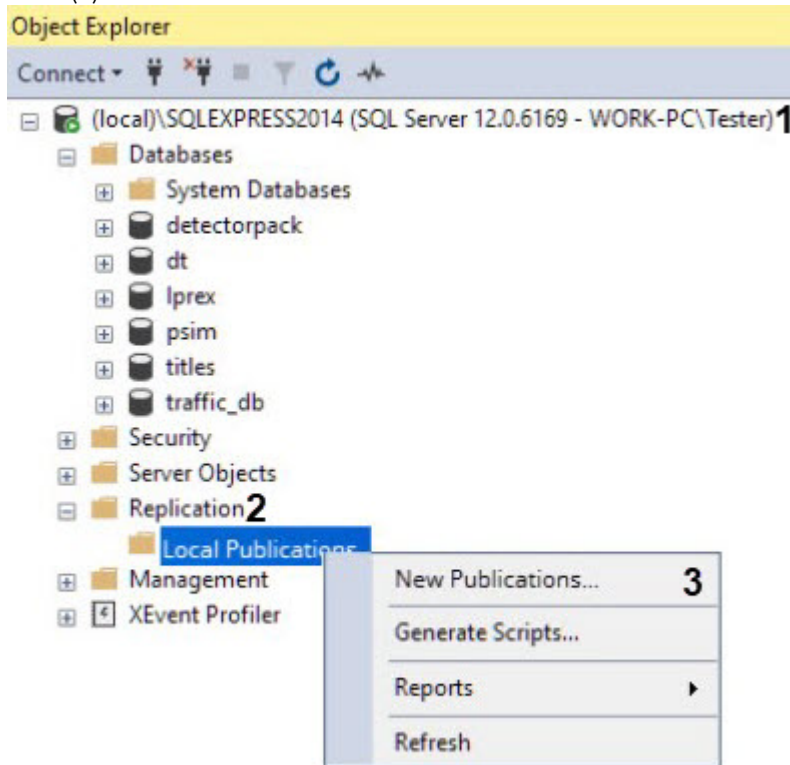 Object Explorer
Connect
(local)\SQLEXPRESS2014 (SQL Server 12.0.6169 - WORK-PC\Tester) 1
Databases
System Databases
detectorpack
dt
lprex
psim
titles
traffic_db
Security
Server Objects
Replication 2
Local Publications
New Publications... 3
Management
XEvent Profiler
Generate Scripts...
Reports
Refresh